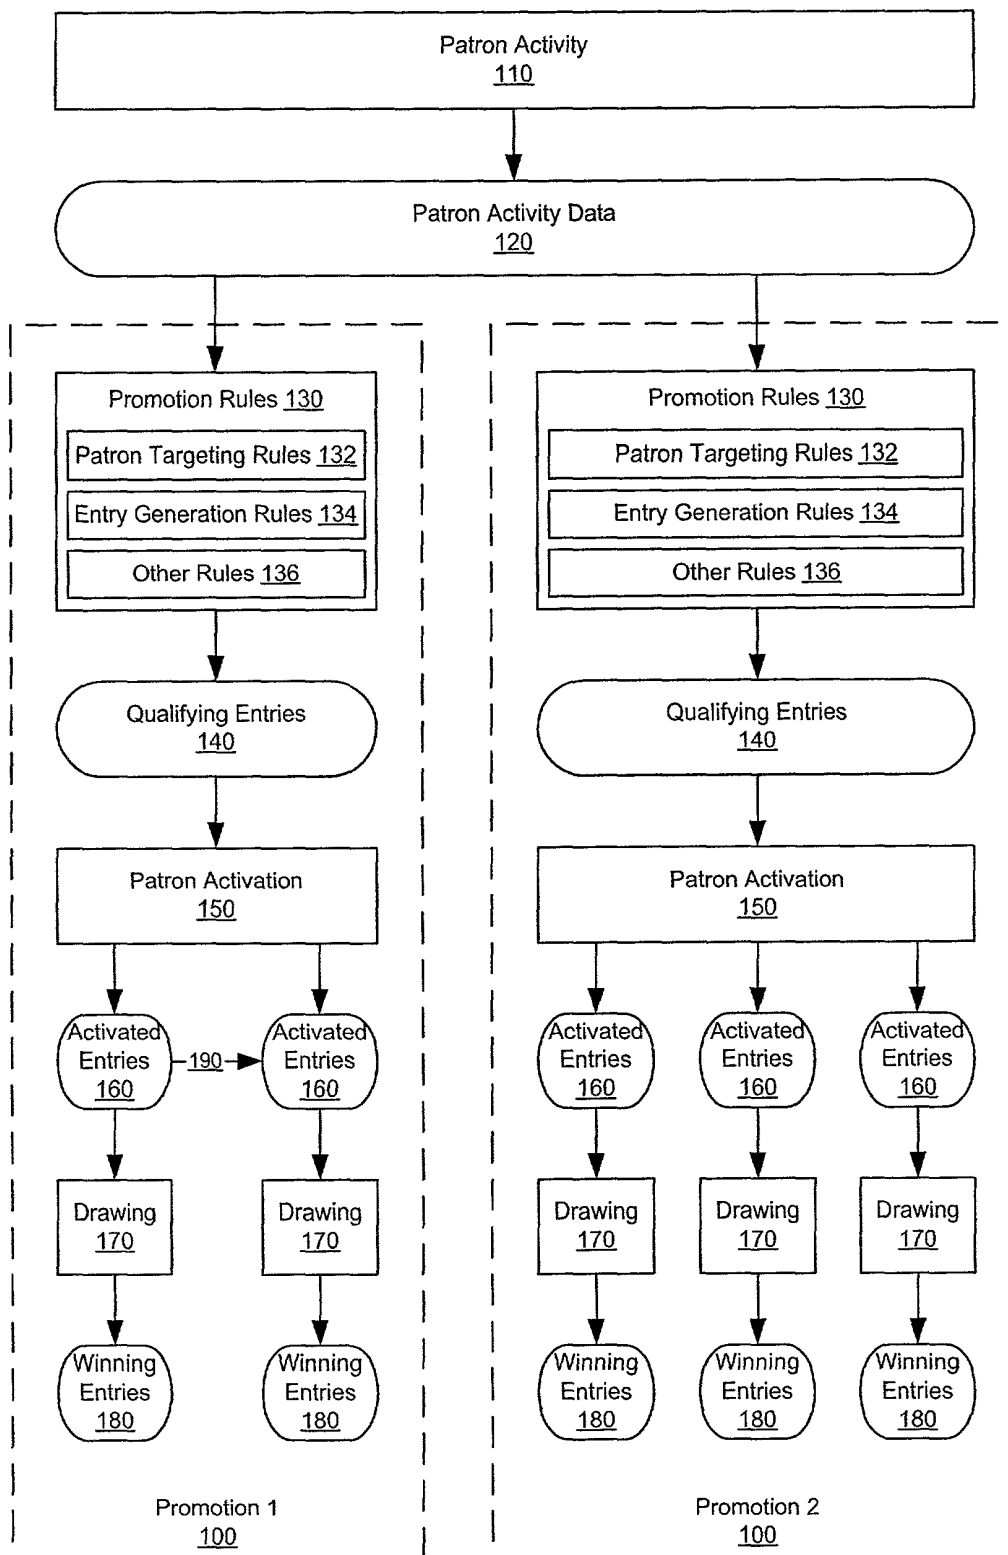 Patron Activity
110
Patron Activity Data
120
Promotion Rules 130
Patron Targeting Rules 132
Entry Generation Rules 134
Other Rules 136
Qualifying Entries
140
Patron Activation
150
Activated
Entries
160
190
Activated
Entries
160
Drawing
170
Drawing
170
Winning
Entries
180
Winning
Entries
180
Promotion 1
100
Promotion Rules 130
Patron Targeting Rules 132
Entry Generation Rules 134
Other Rules 136
Qualifying Entries
140
Patron Activation
150
Activated
Entries
160
Activated
Entries
160
Activated
Entries
160
Drawing
170
Drawing
170
Drawing
170
Winning
Entries
180
Winning
Entries
180
Winning
Entries
180
Promotion 2
100